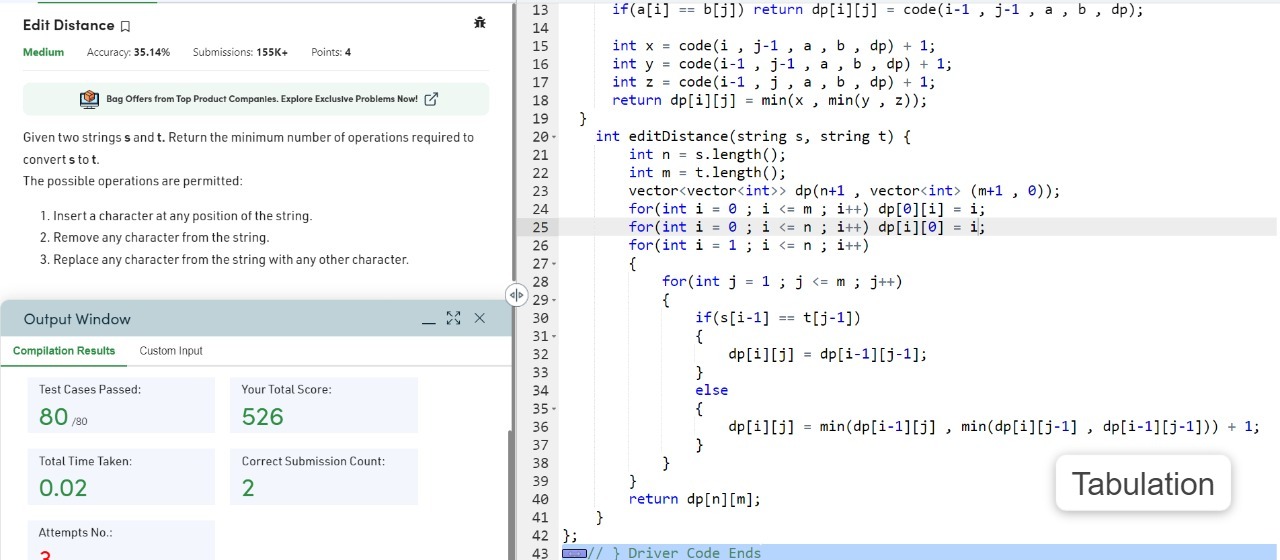 Edit Distance
Medium Accuracy: 35.14% Submissions: 155K+ Points: 4
Bag Offers from Top Product Companies. Explore Exclusive Problems Now!
Given two strings s and t. Return the minimum number of operations required to
convert s to t.
The possible operations are permitted:
1. Insert a character at any position of the string.
2. Remove any character from the string.
3. Replace any character from the string with any other character.
Output Window
Compilation Results Custom Input
Test Cases Passed:
80 /80
Your Total Score:
526
Total Time Taken:
0.02
Correct Submission Count:
2
Attempts No.:
3
13 if(a[i] == b[j]) return dp[i][j] = code(i-1 , j-1 , a , b , dp);
14
15 int x = code(i , j-1 , a , b , dp) + 1;
16 int y = code(i-1 , j-1 , a , b , dp) + 1;
17 int z = code(i-1 , j , a , b , dp) + 1;
18 return dp[i][j] = min(x , min(y , z));
19 }
20 int editDistance(string s, string t) {
21 int n = s.length();
22 int m = t.length();
23 vector<vector<int>> dp(n+1 , vector<int> (m+1 , 0));
24 for(int i = 0 ; i <= m ; i++) dp[0][i] = i;
25 for(int i = 0 ; i <= n ; i++) dp[i][0] = i;
26 for(int i = 1 ; i <= n ; i++)
27 {
28 for(int j = 1 ; j <= m ; j++)
29 {
30 if(s[i-1] == t[j-1])
31 {
32 dp[i][j] = dp[i-1][j-1];
33 }
34 else
35 {
36 dp[i][j] = min(dp[i-1][j] , min(dp[i][j-1] , dp[i-1][j-1])) + 1;
37 }
38 }
39 }
40 return dp[n][m];
41 }
42 };
43 // } Driver Code Ends
Tabulation